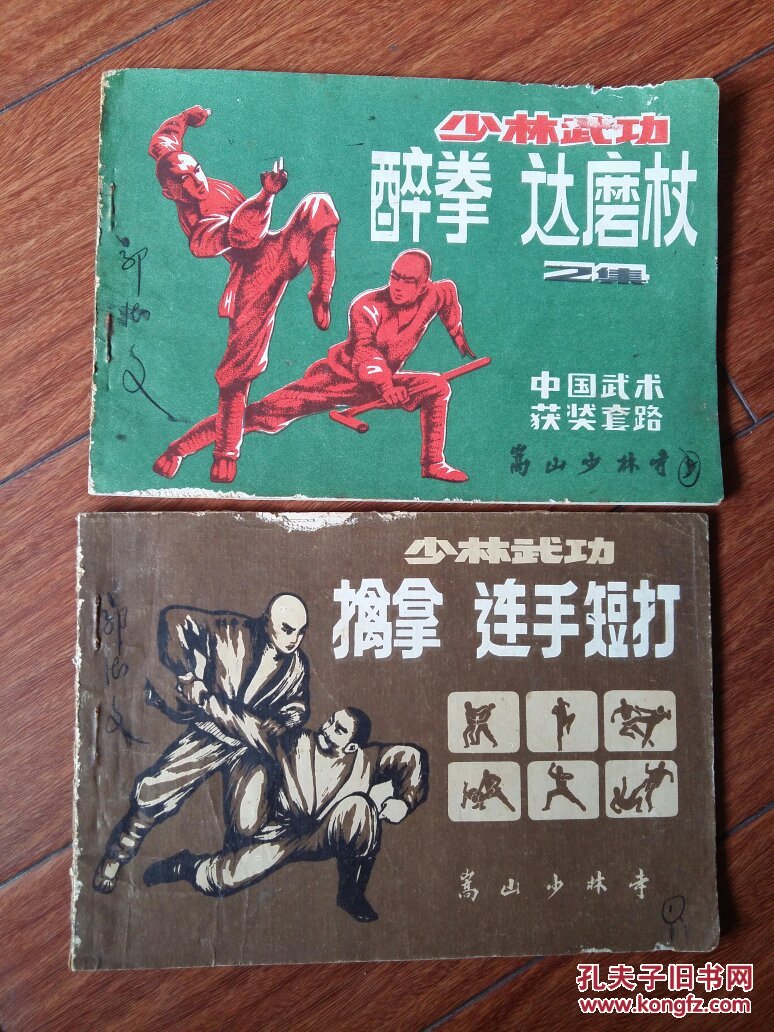 少林武功
醉拳 达磨杖
2集
中国武术
获奖套路
嵩山少林寺
少林武功
擒拿 连手短打
嵩山少林寺
1
孔夫子旧书网
www.kongfz.com